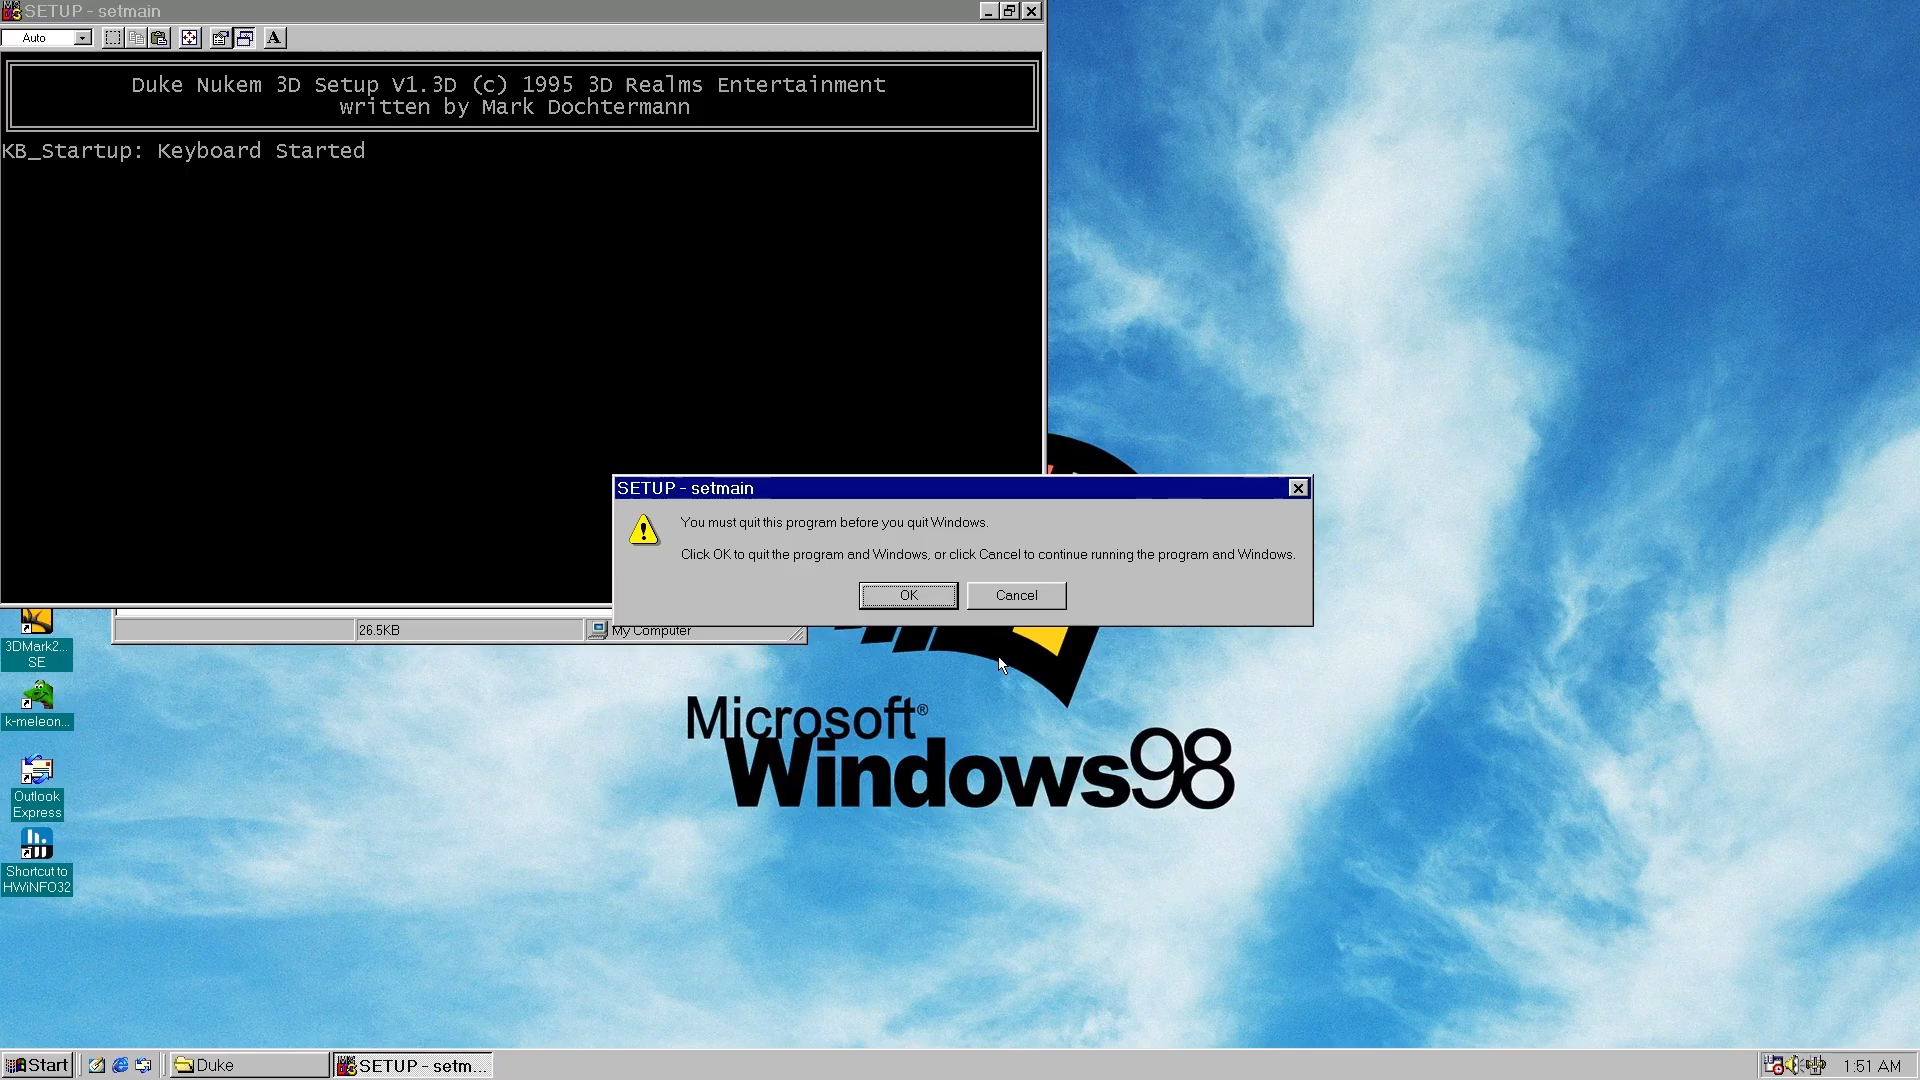 SETUP - setmain
Auto
A
Duke Nukem 3D Setup V1.3D (c) 1995 3D Realms Entertainment
written by Mark Dochtermann
KB_Startup: Keyboard Started
SETUP - setmain
You must quit this program before you quit Windows.
Click OK to quit the program and Windows, or click Cancel to continue running the program and Windows.
OK
Cancel
26.5KB
My Computer
3DMark2...
SE
k-meleon...
Outlook
Express
Shortcut to
HWiNFO32
Microsoft®
Windows98
Start
Duke
SETUP - setm...
1:51 AM